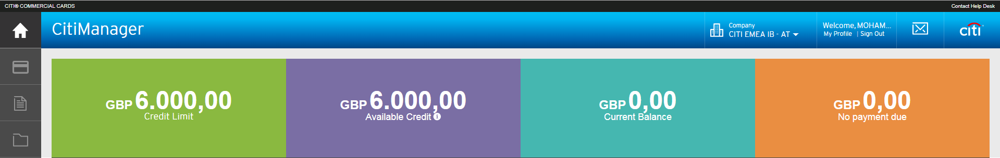 CITI® COMMERCIAL CARDS
Contact Help Desk
CitiManager
Company
CITI EMEA IB - AT
Welcome, MOHAM...
My Profile | Sign Out
citi
GBP 6.000,00
Credit Limit
GBP 6.000,00
Available Credit
GBP 0,00
Current Balance
GBP 0,00
No payment due